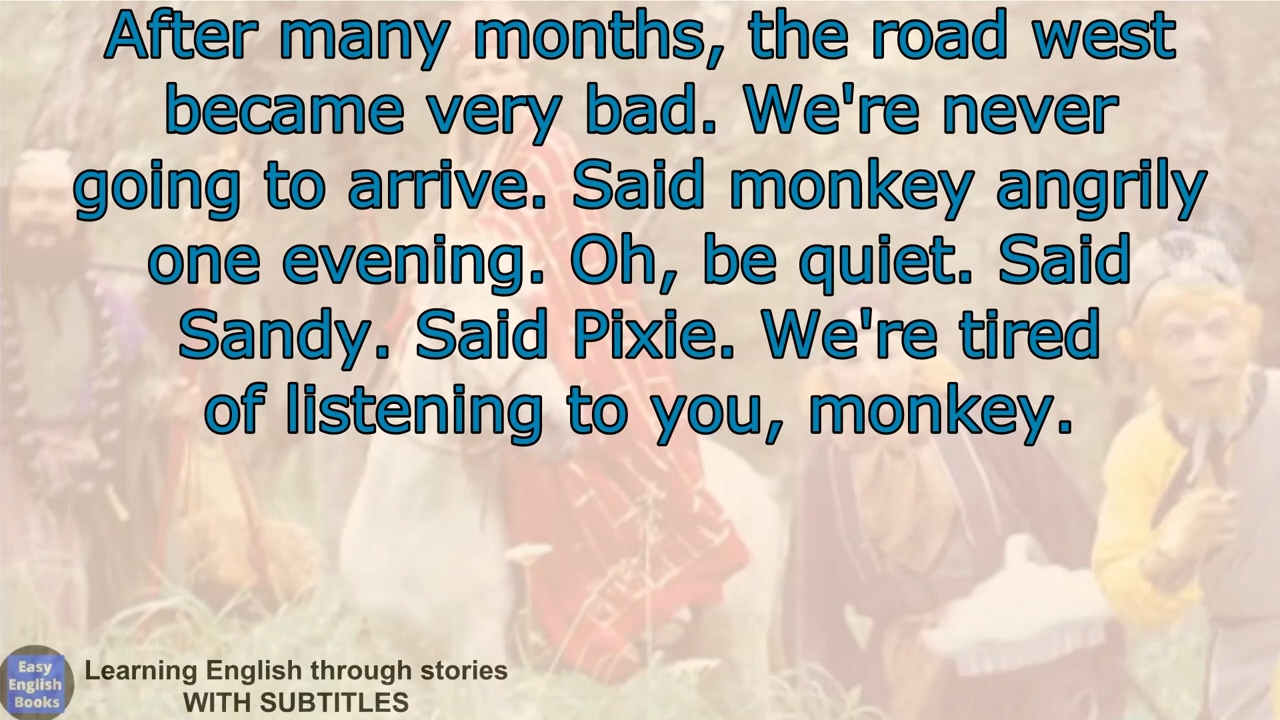 After many months, the road west
became very bad. We're never
going to arrive. Said monkey angrily
one evening. Oh, be quiet. Said
Sandy. Said Pixie. We're tired
of listening to you, monkey.
Easy
English
Books
Learning English through stories
WITH SUBTITLES